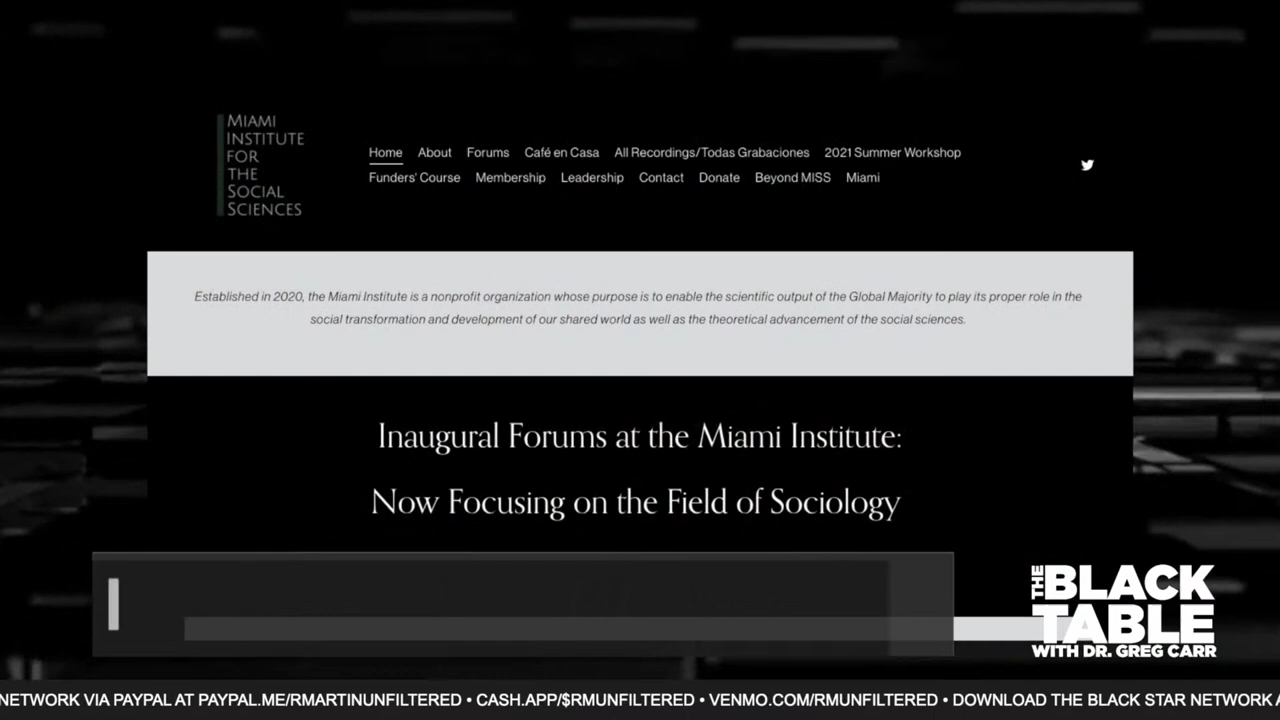 MIAMI
INSTITUTE
FOR
THE
SOCIAL
SCIENCES
Home About Forums Café en Casa All Recordings/Todas Grabaciones 2021 Summer Workshop
Funders' Course Membership Leadership Contact Donate Beyond MISS Miami
Established in 2020, the Miami Institute is a nonprofit organization whose purpose is to enable the scientific output of the Global Majority to play its proper role in the
social transformation and development of our shared world as well as the theoretical advancement of the social sciences.
Inaugural Forums at the Miami Institute:
Now Focusing on the Field of Sociology
THE BLACK
TABLE
WITH DR. GREG CARR
NETWORK VIA PAYPAL AT PAYPAL.ME/RMARTINUNFILTERED • CASH.APP/$RMUNFILTERED • VENMO.COM/RMUNFILTERED • DOWNLOAD THE BLACK STAR NETWORK